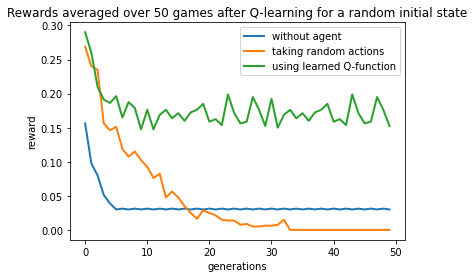 Rewards averaged over 50 games after Q-learning for a random initial state
0.30
0.25
0.20
0.15
0.10
0.05
0.00
reward
without agent
taking random actions
using learned Q-function
0
10
20
30
40
50
generations